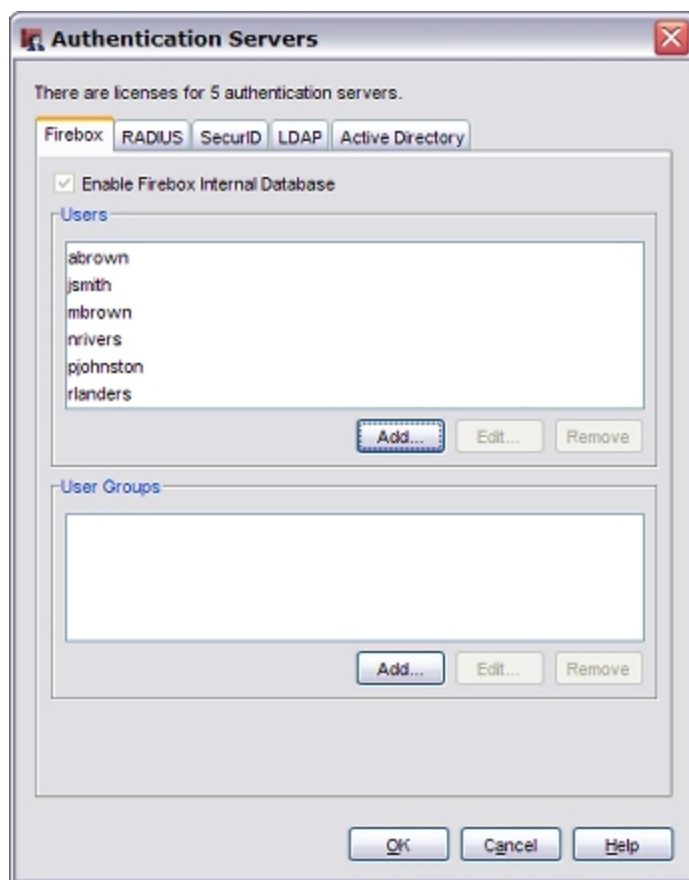 Authentication Servers
There are licenses for 5 authentication servers.
Firebox RADIUS SecurID LDAP Active Directory
Enable Firebox Internal Database
Users
abrown
jsmith
mbrown
nrivers
pjohnston
rlanders
Add... Edit... Remove
User Groups
Add... Edit... Remove
OK Cancel Help